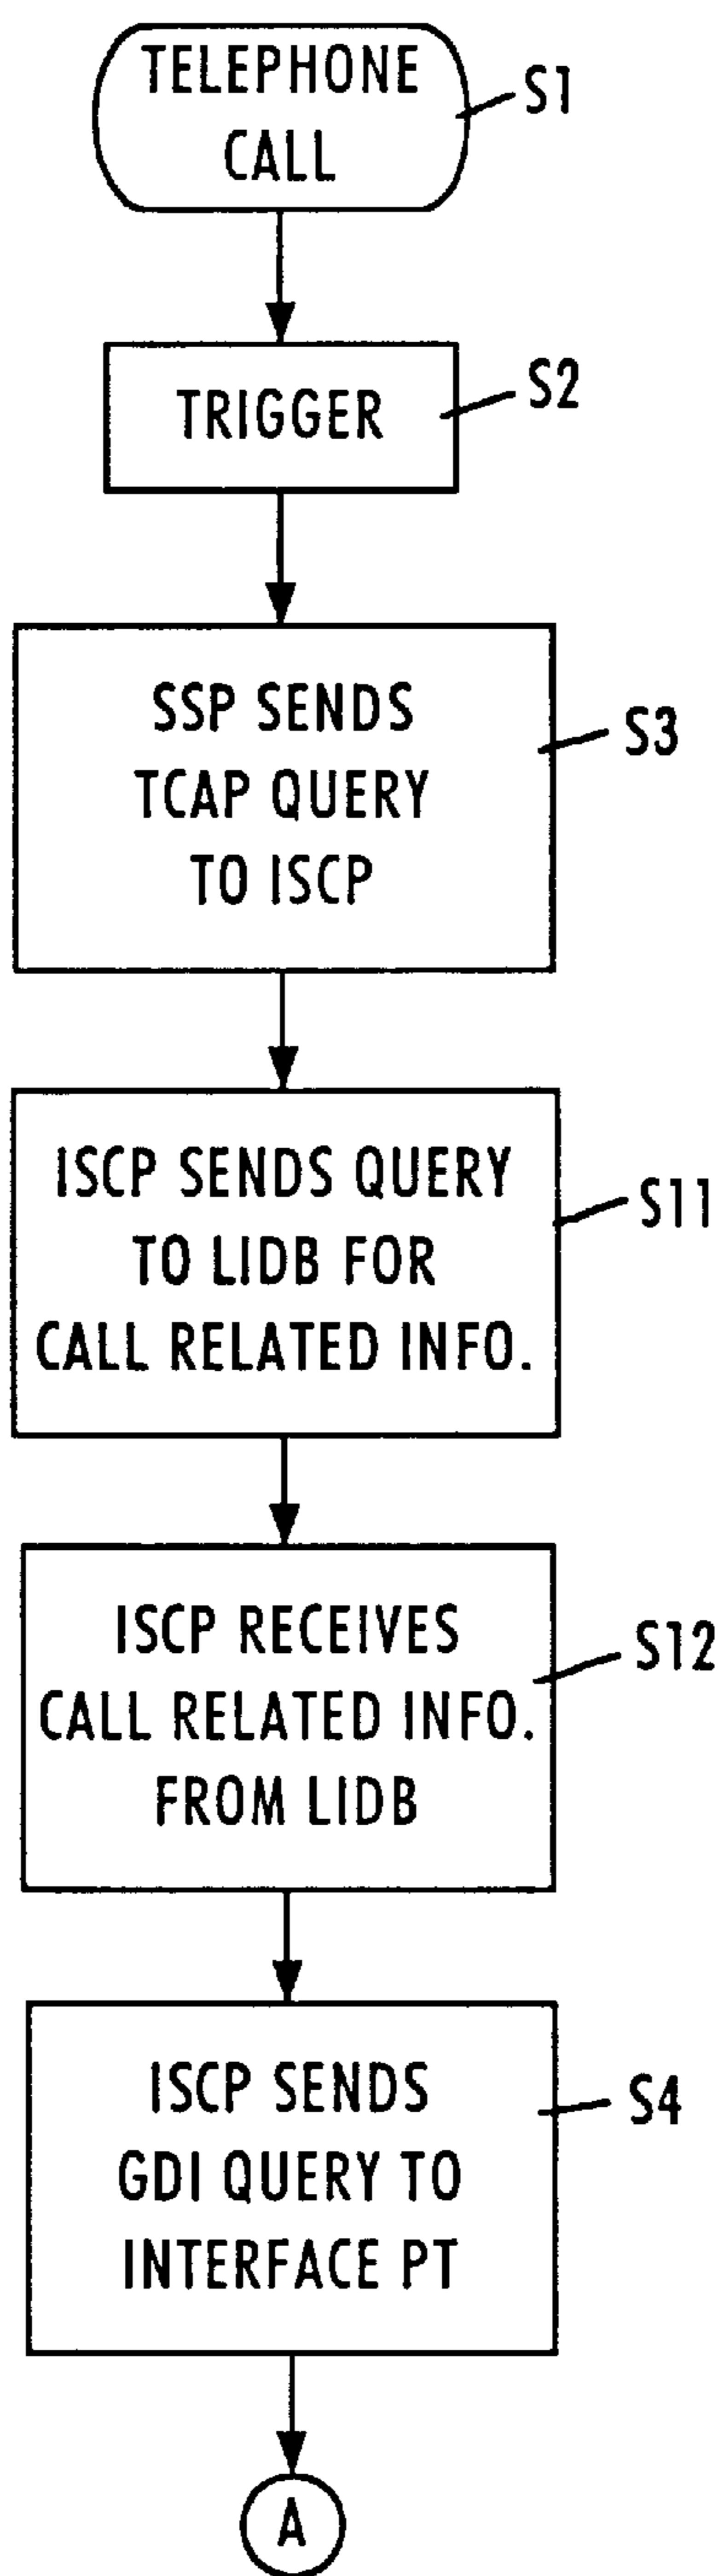 TELEPHONE
CALL
S1
TRIGGER
S2
SSP SENDS
TCAP QUERY
TO ISCP
S3
ISCP SENDS QUERY
TO LIDB FOR
CALL RELATED INFO.
S11
ISCP RECEIVES
CALL RELATED INFO.
FROM LIDB
S12
ISCP SENDS
GDI QUERY TO
INTERFACE PT
S4
A